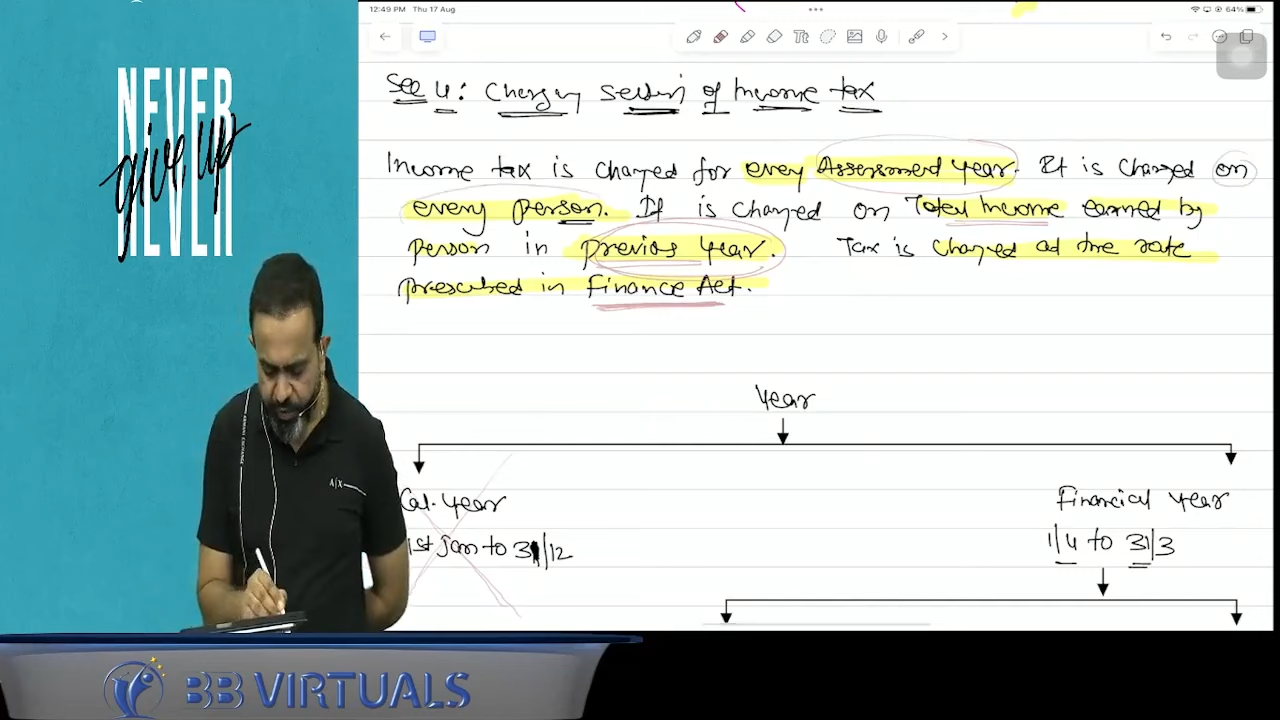 12:49 PM Thu 17 Aug
64%
NEVER
give up
NEVER
Sec 4: Charging Section of Income tax
Income tax is charged for every Assessment year. It is charged on
every person. It is charged on Total Income earned by
person in previous year. Tax is charged at the rate
prescribed in Finance Act.
Year
Cal. year
Financial year
1st Jan to 31/12
1/4 to 31/3
A|X
BB VIRTUALS